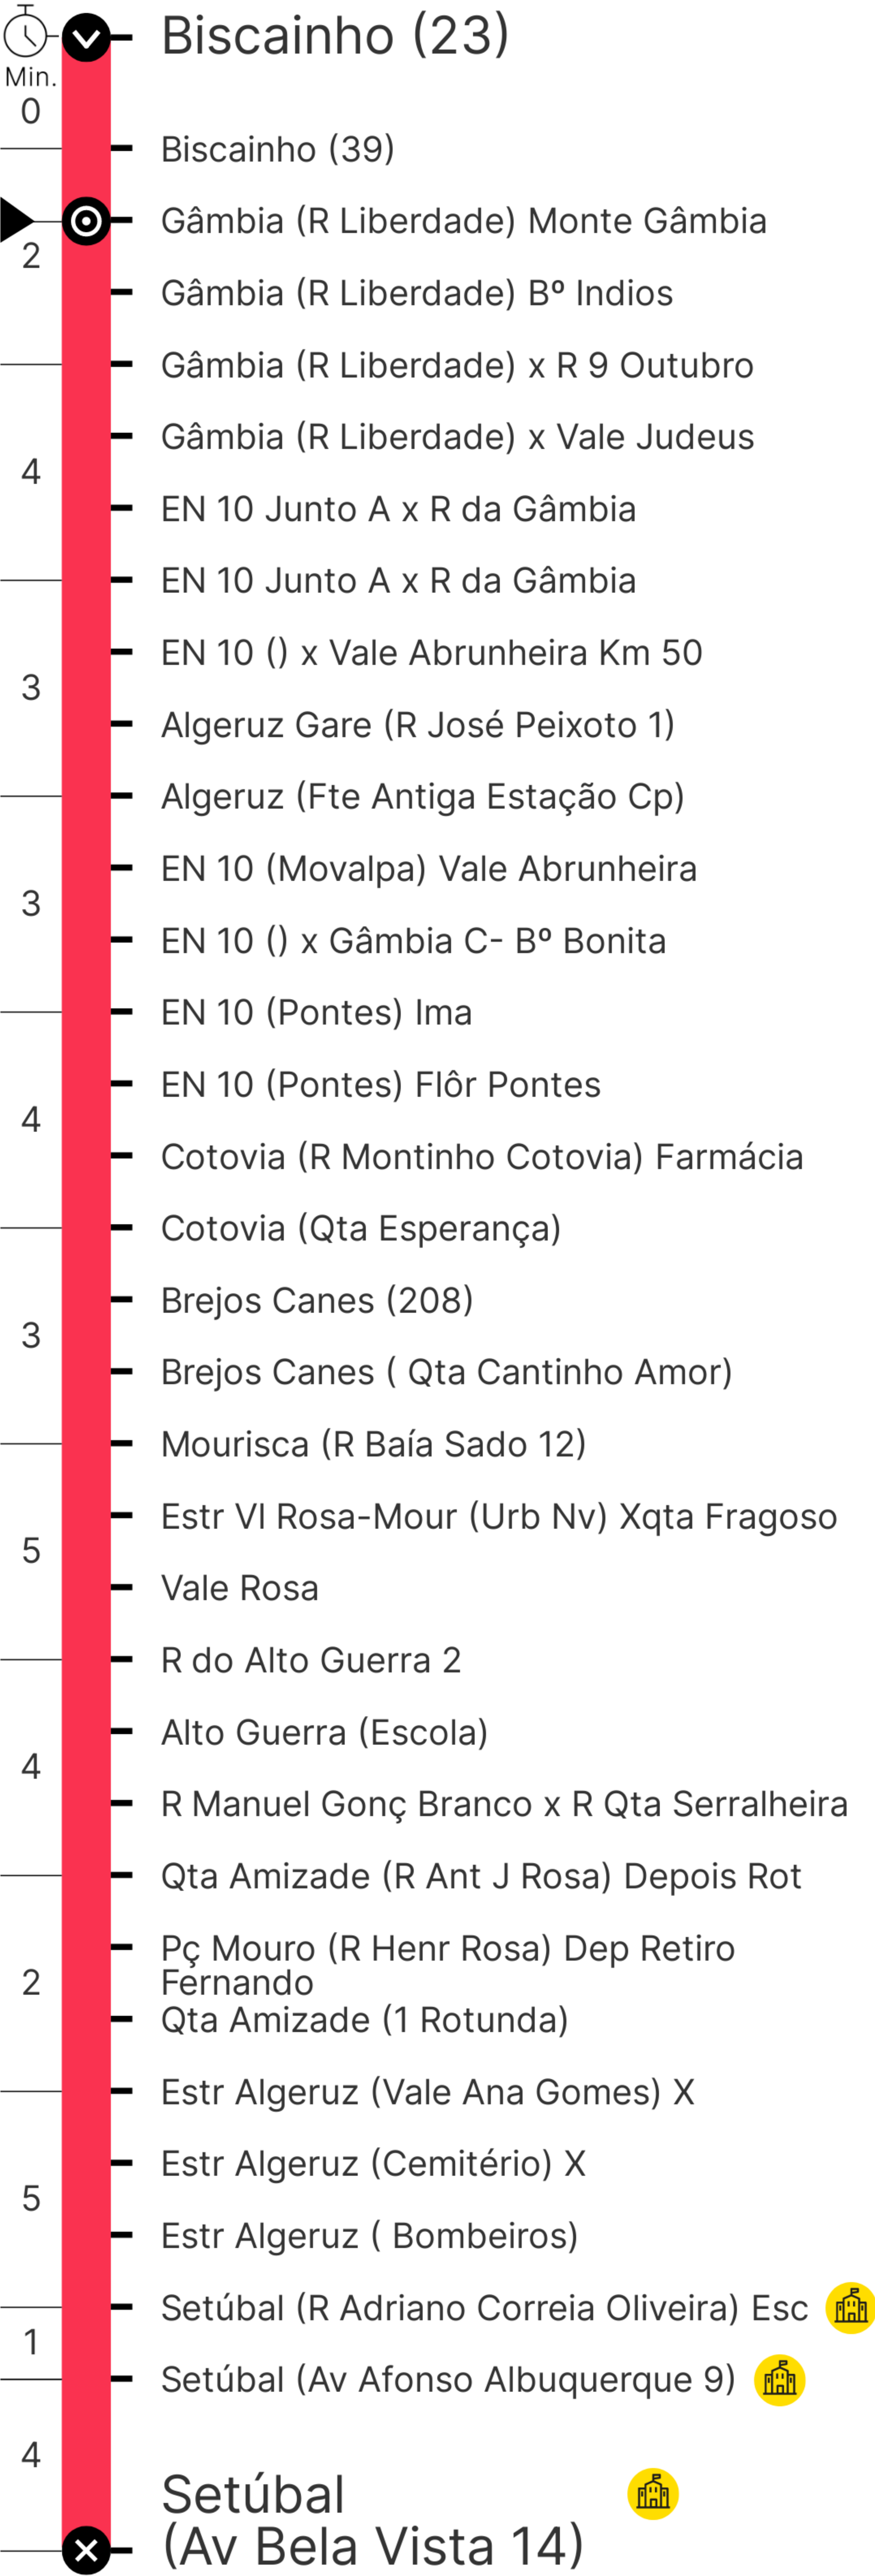 Biscainho (23)
Min.
0
Biscainho (39)
Gâmbia (R Liberdade) Monte Gâmbia
2
Gâmbia (R Liberdade) Bº Indios
Gâmbia (R Liberdade) x R 9 Outubro
Gâmbia (R Liberdade) x Vale Judeus
4
EN 10 Junto A x R da Gâmbia
EN 10 Junto A x R da Gâmbia
EN 10 () x Vale Abrunheira Km 50
3
Algeruz Gare (R José Peixoto 1)
Algeruz (Fte Antiga Estação Cp)
EN 10 (Movalpa) Vale Abrunheira
3
EN 10 () x Gâmbia C- Bº Bonita
EN 10 (Pontes) Ima
EN 10 (Pontes) Flôr Pontes
4
Cotovia (R Montinho Cotovia) Farmácia
Cotovia (Qta Esperança)
Brejos Canes (208)
3
Brejos Canes ( Qta Cantinho Amor)
Mourisca (R Baía Sado 12)
Estr Vl Rosa-Mour (Urb Nv) Xqta Fragoso
5
Vale Rosa
R do Alto Guerra 2
Alto Guerra (Escola)
4
R Manuel Gonç Branco x R Qta Serralheira
Qta Amizade (R Ant J Rosa) Depois Rot
Pç Mouro (R Henr Rosa) Dep Retiro
Fernando
2
Qta Amizade (1 Rotunda)
Estr Algeruz (Vale Ana Gomes) X
Estr Algeruz (Cemitério) X
5
Estr Algeruz ( Bombeiros)
Setúbal (R Adriano Correia Oliveira) Esc
1
Setúbal (Av Afonso Albuquerque 9)
4
Setúbal
(Av Bela Vista 14)